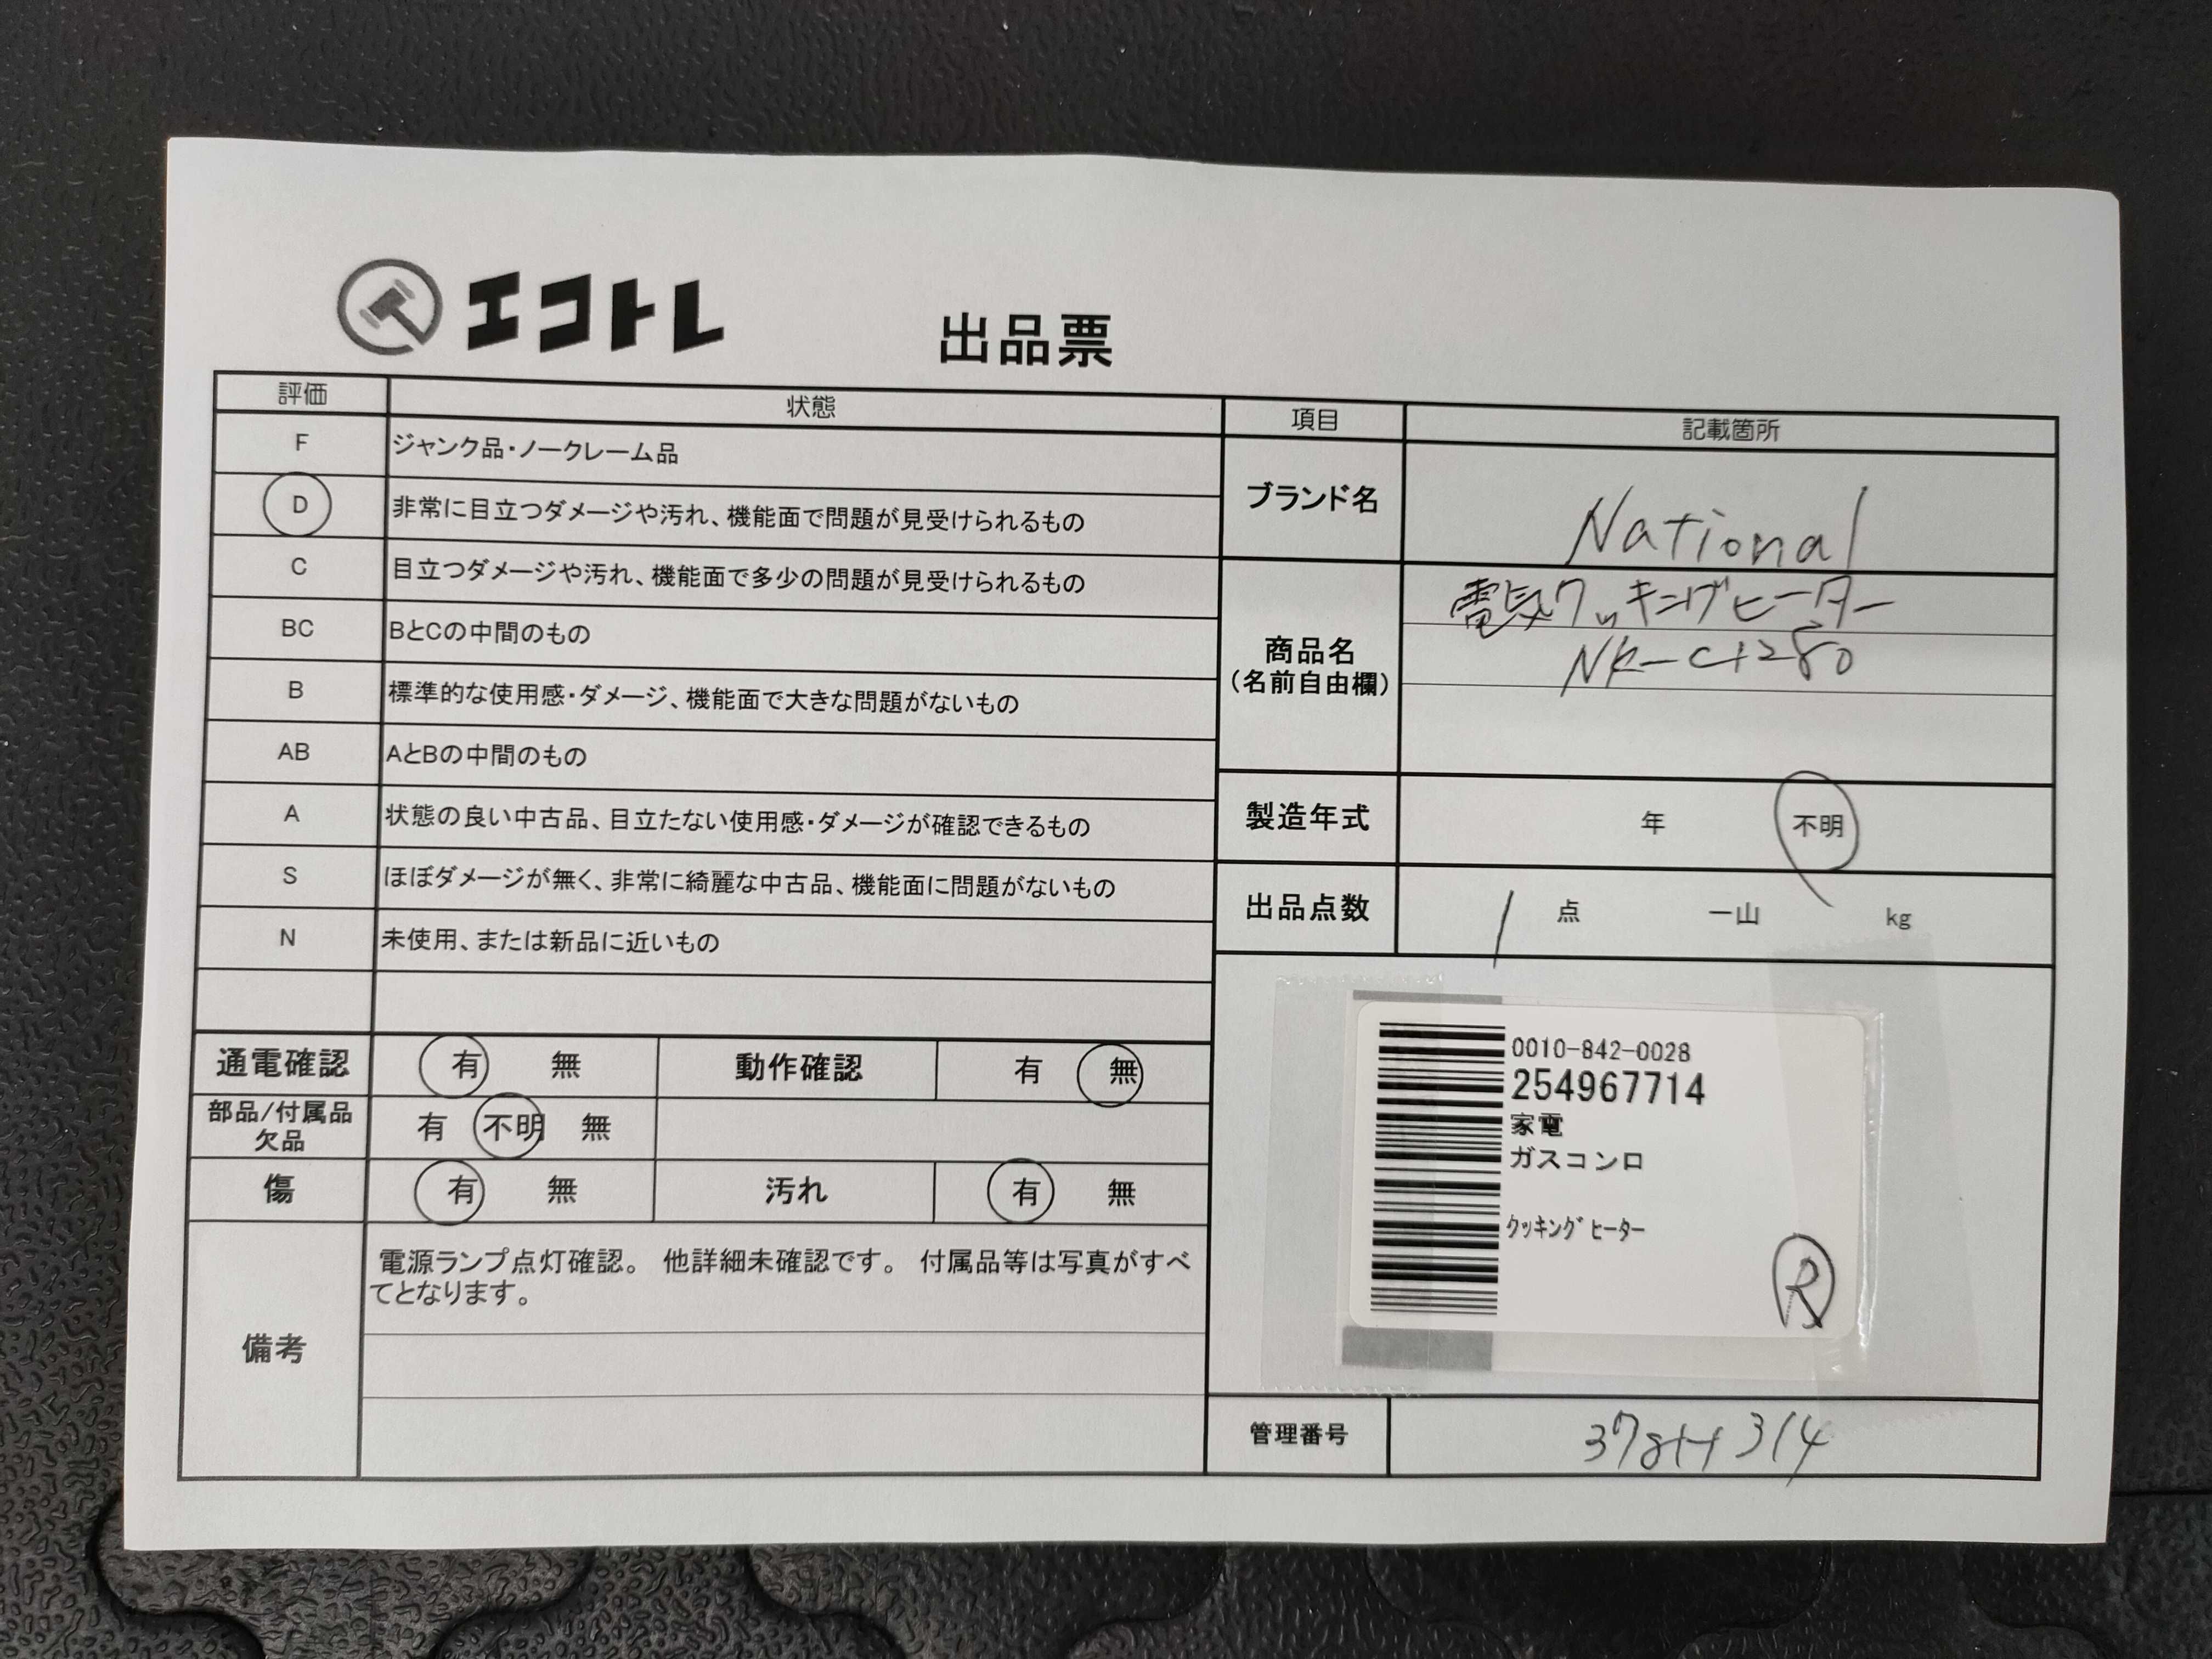 エコトレ
出品票
評価 状態
F ジャンク品・ノークレーム品
D 非常に目立つダメージや汚れ、機能面で問題が見受けられるもの
C 目立つダメージや汚れ、機能面で多少の問題が見受けられるもの
BC BとCの中間のもの
B 標準的な使用感・ダメージ、機能面で大きな問題がないもの
AB AとBの中間のもの
A 状態の良い中古品、目立たない使用感・ダメージが確認できるもの
S ほぼダメージが無く、非常に綺麗な中古品、機能面に問題がないもの
N 未使用、または新品に近いもの
通電確認 有 無 動作確認 有 無
部品/付属品
欠品 有 不明 無
傷 有 無 汚れ 有 無
備考
電源ランプ点灯確認。 他詳細未確認です。 付属品等は写真がすべ
てとなります。
項目 記載箇所
ブランド名 National
商品名
(名前自由欄)
電気クッキングヒーター
製造年式 年 不明
出品点数 1 点 一山 kg
0010-842-0028
254967714
家電
ガスコンロ
クッキングヒーター
R
管理番号